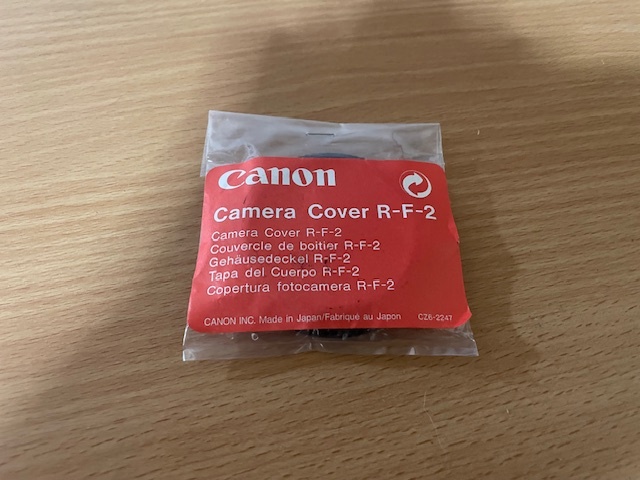 Canon
Camera Cover R-F-2
Camera Cover R-F-2
Couvercle de boîtier R-F-2
Gehäusedeckel R-F-2
Tapa del Cuerpo R-F-2
Copertura fotocamera R-F-2
CANON INC. Made in Japan/Fabriqué au Japon CZ6-2247